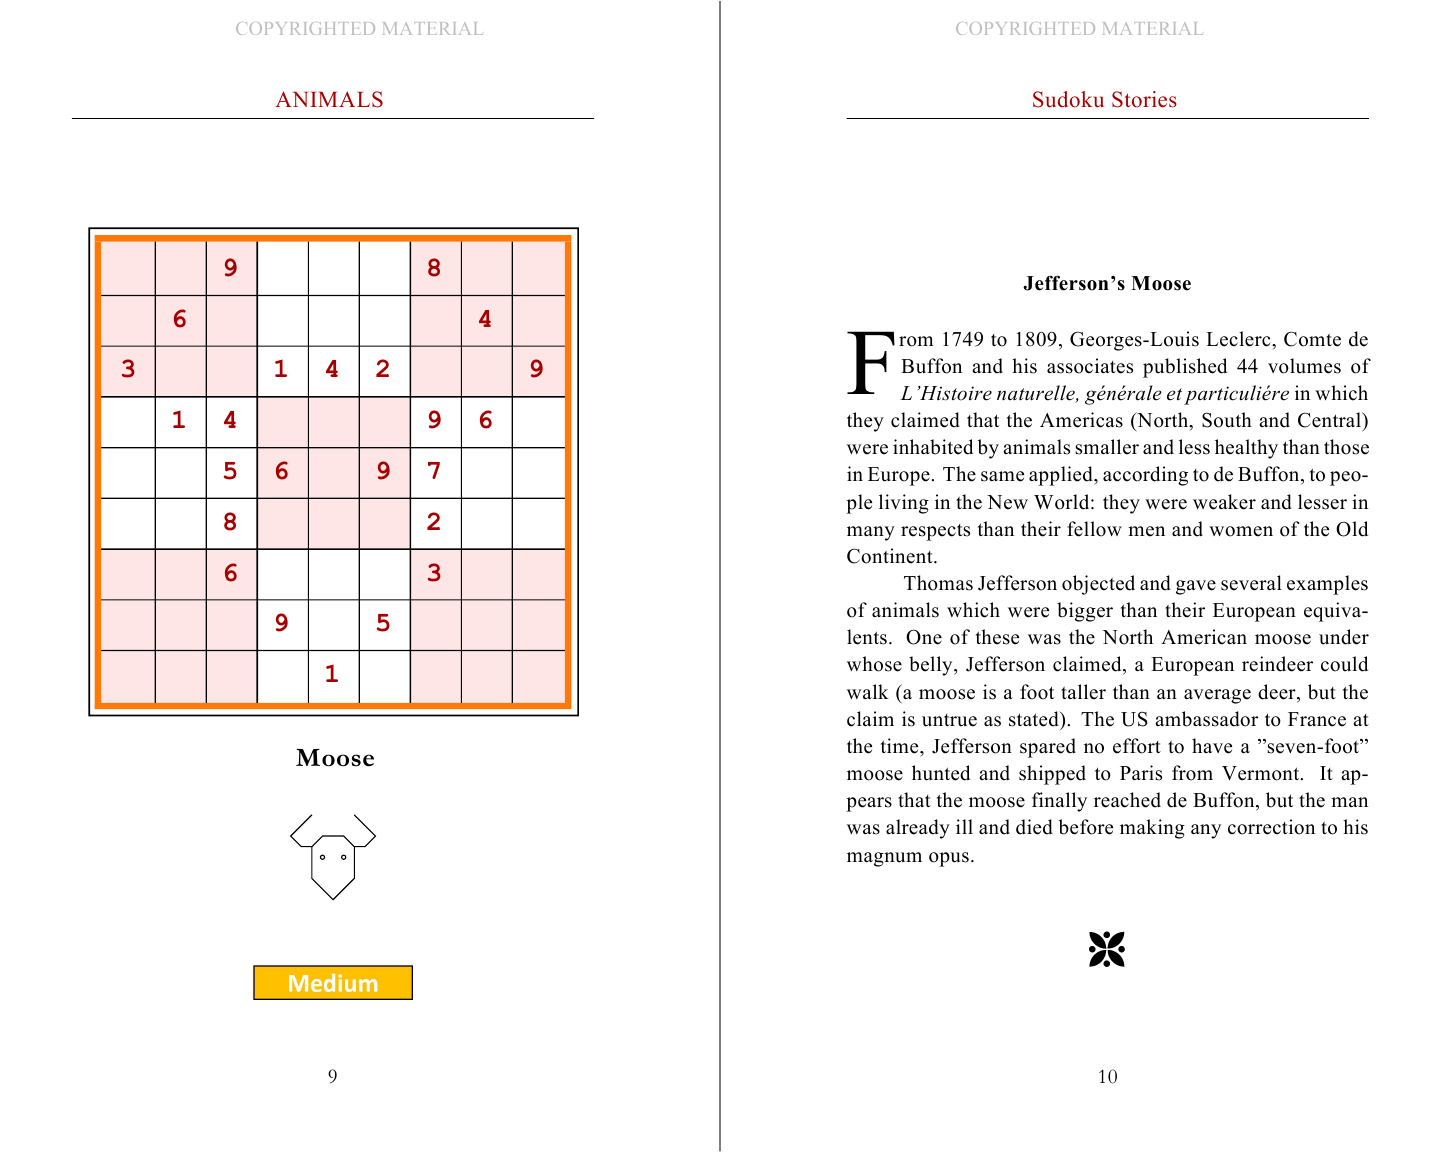 COPYRIGHTED MATERIAL
ANIMALS
9 8
6 4
3 1 4 2 9
1 4 9 6
5 6 9 7
8 2
6 3
9 5
1
Moose
Medium
9
COPYRIGHTED MATERIAL
Sudoku Stories
Jefferson’s Moose
From 1749 to 1809, Georges-Louis Leclerc, Comte de
Buffon and his associates published 44 volumes of
L’Histoire naturelle, générale et particuliére in which
they claimed that the Americas (North, South and Central)
were inhabited by animals smaller and less healthy than those
in Europe. The same applied, according to de Buffon, to peo-
ple living in the New World: they were weaker and lesser in
many respects than their fellow men and women of the Old
Continent.
Thomas Jefferson objected and gave several examples
of animals which were bigger than their European equiva-
lents. One of these was the North American moose under
whose belly, Jefferson claimed, a European reindeer could
walk (a moose is a foot taller than an average deer, but the
claim is untrue as stated). The US ambassador to France at
the time, Jefferson spared no effort to have a ”seven-foot”
moose hunted and shipped to Paris from Vermont. It ap-
pears that the moose finally reached de Buffon, but the man
was already ill and died before making any correction to his
magnum opus.
10